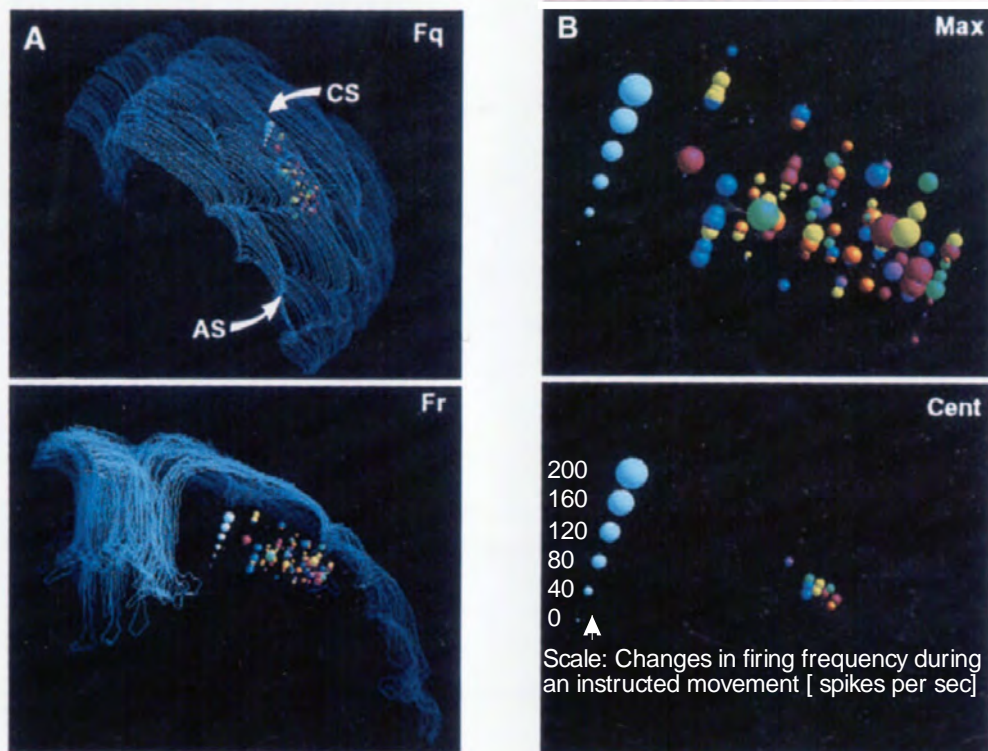 A
Fq
CS
AS
Fr
B
Max
Cent
200
160
120
80
40
0
Scale: Changes in firing frequency during
an instructed movement [ spikes per sec]